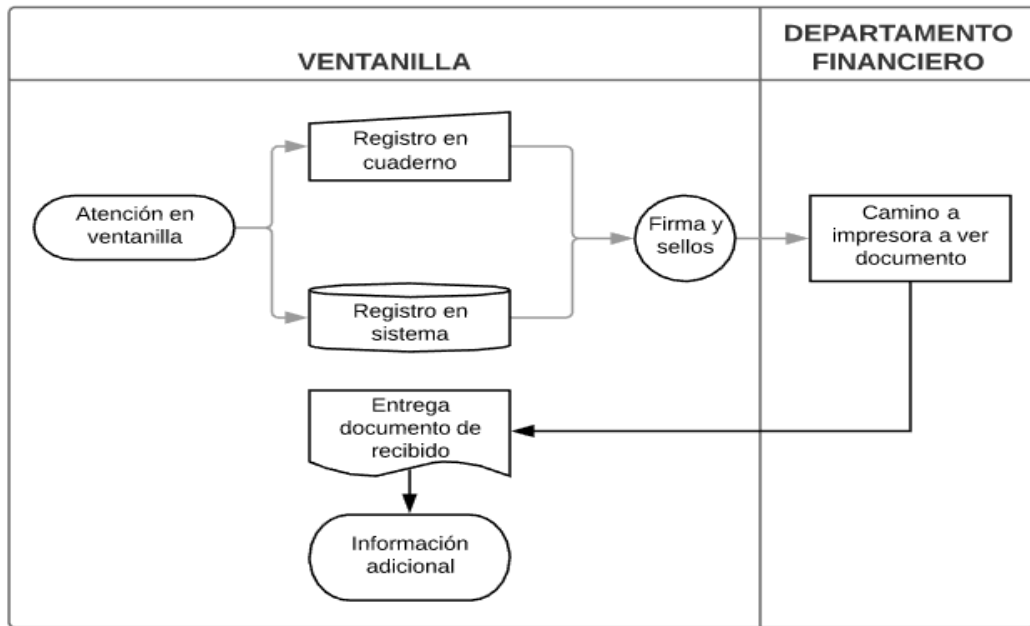 VENTANILLA
DEPARTAMENTO
FINANCIERO
Atención en
ventanilla
Registro en
cuaderno
Registro en
sistema
Firma y
sellos
Camino a
impresora a ver
documento
Entrega
documento de
recibido
Información
adicional